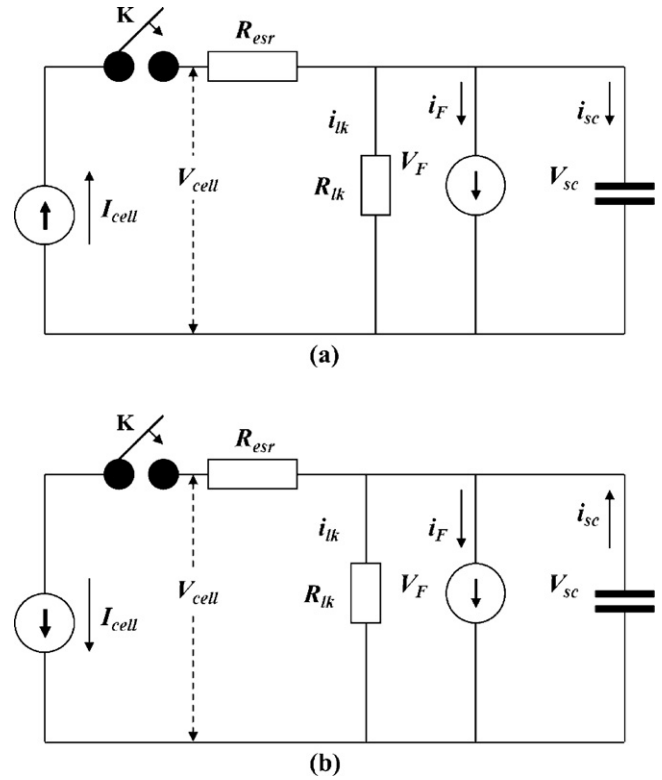 K
R_esr
i_lk
i_F
i_sc
V_cell
I_cell
R_lk
V_F
V_sc
(a)
K
R_esr
i_lk
i_F
i_sc
V_cell
I_cell
R_lk
V_F
V_sc
(b)